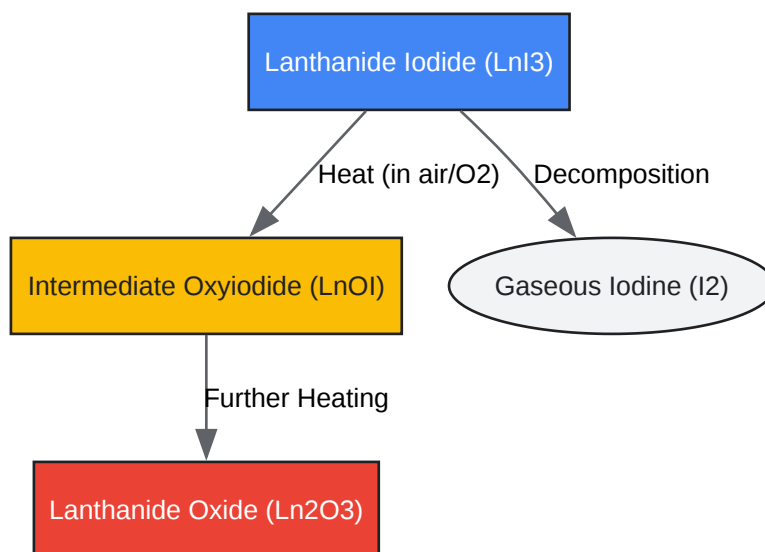 Lanthanide Iodide (LnI3)
Heat (in air/O2)
Decomposition
Intermediate Oxyiodide (LnOI)
Gaseous Iodine (I2)
Further Heating
Lanthanide Oxide (Ln2O3)